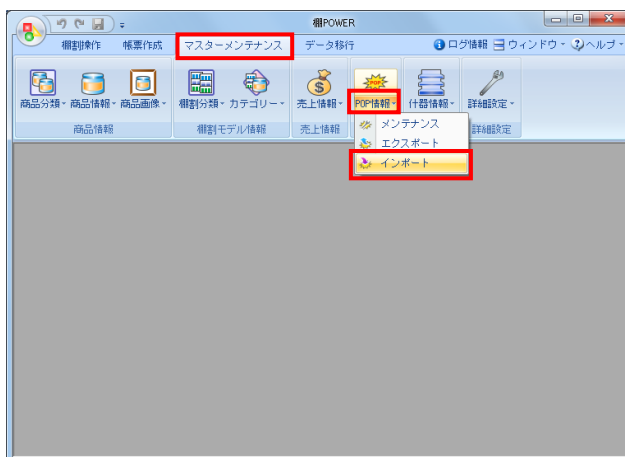 棚POWER
棚割操作 帳票作成 マスターメンテナンス データ移行 ログ情報 ウィンドウ ヘルプ
商品分類 商品情報 商品画像 棚割分類 カテゴリー 売上情報 POP情報 什器情報 詳細設定
商品情報 棚割モデル情報 売上情報 詳細設定
メンテナンス
エクスポート
インポート